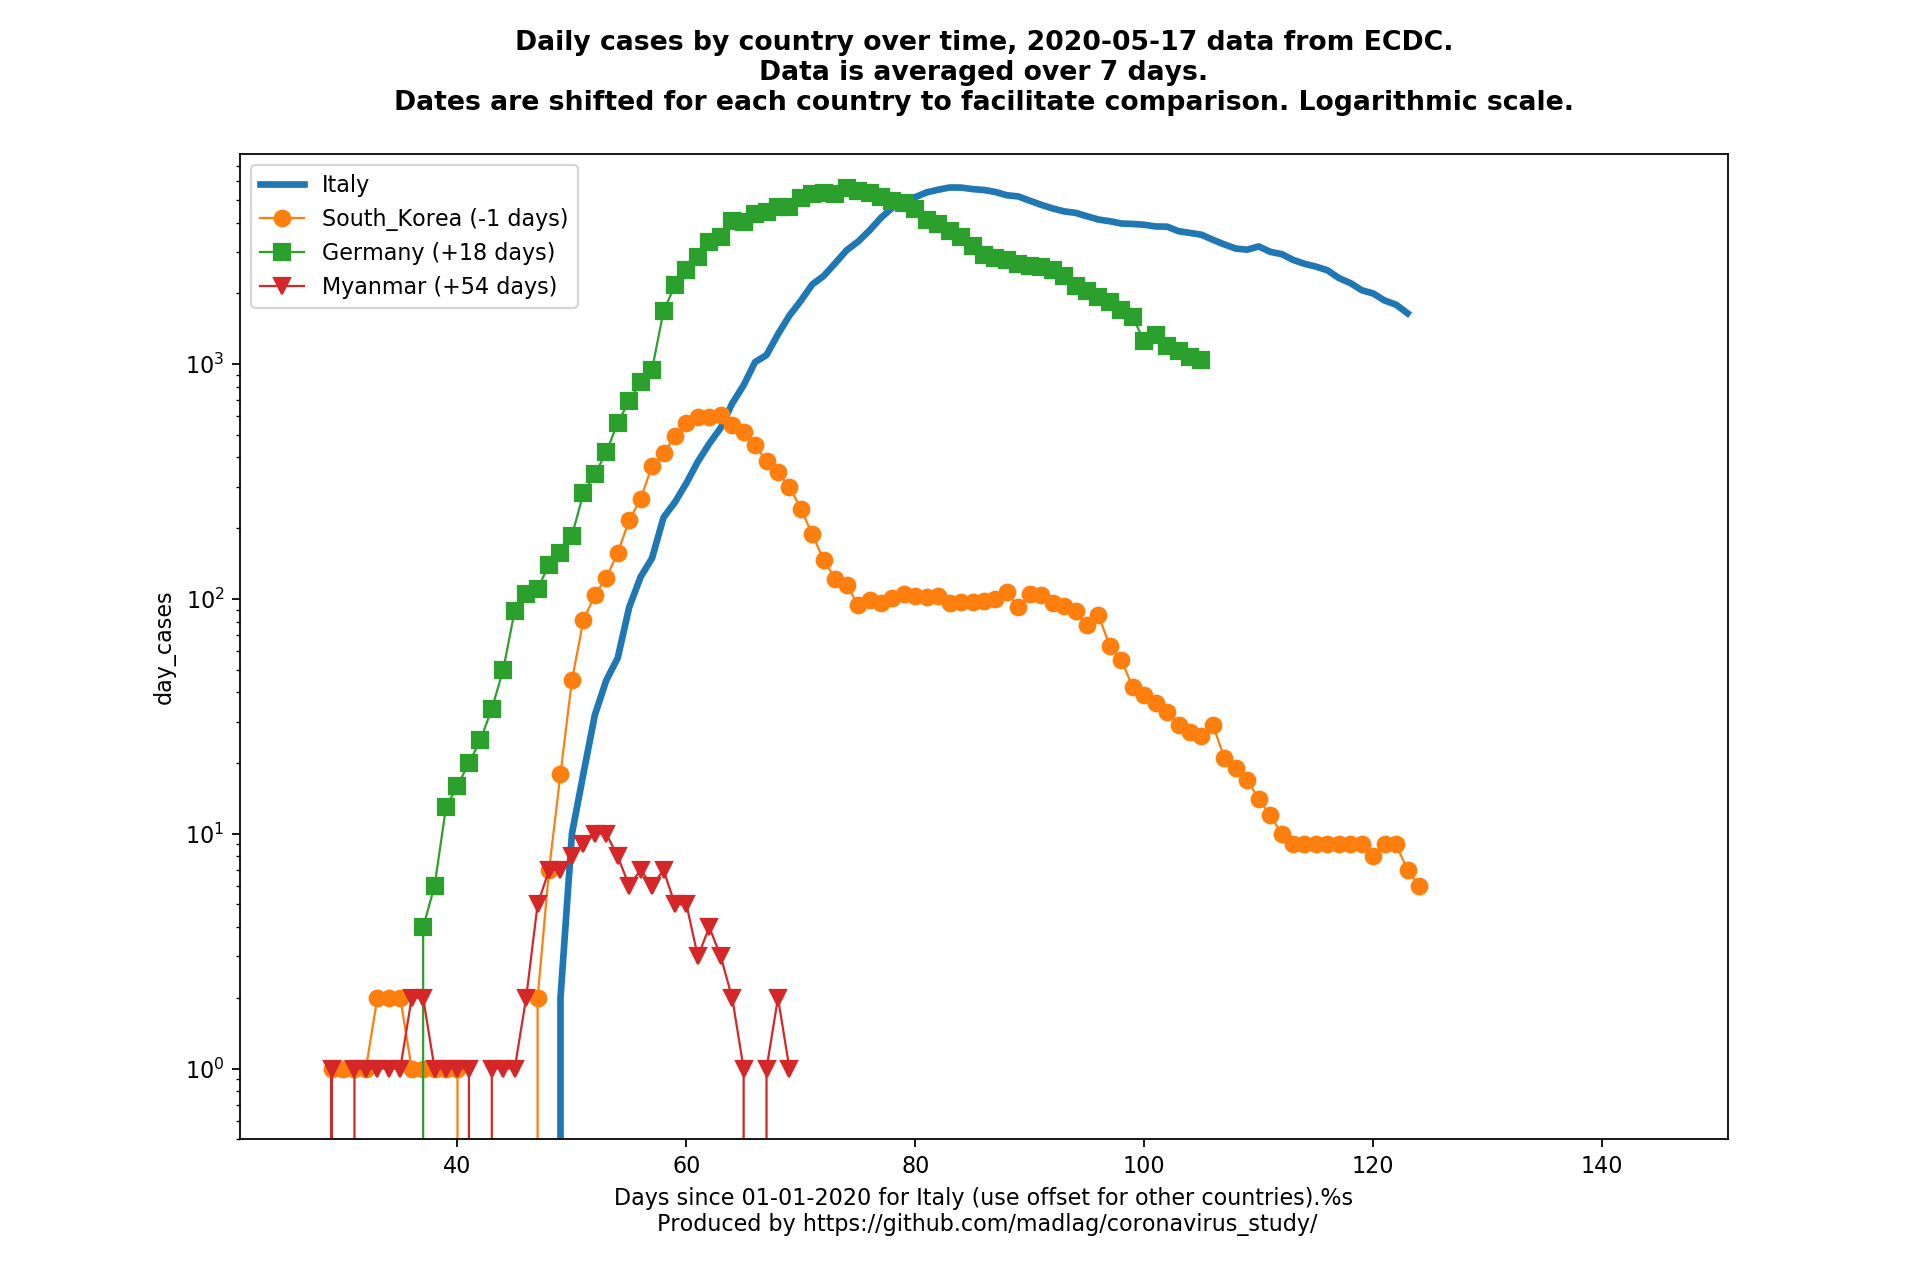 Daily cases by country over time, 2020-05-17 data from ECDC.
Data is averaged over 7 days.
Dates are shifted for each country to facilitate comparison. Logarithmic scale.
Italy
South_Korea (-1 days)
Germany (+18 days)
Myanmar (+54 days)
day_cases
10³
10²
10¹
10⁰
40 60 80 100 120 140
Days since 01-01-2020 for Italy (use offset for other countries).%s
Produced by https://github.com/madlag/coronavirus_study/